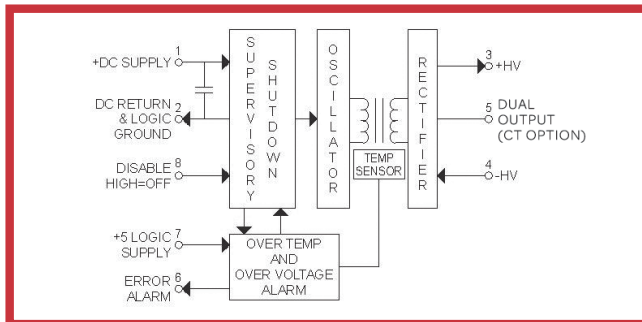 1
+DC SUPPLY
2
DC RETURN
& LOGIC
GROUND
8
DISABLE
HIGH=OFF
7
+5 LOGIC
SUPPLY
6
ERROR
ALARM
SUPERVISORY
SHUTDOWN
OVER TEMP
AND
OVER VOLTAGE
ALARM
OSCILLATOR
TEMP
SENSOR
RECTIFIER
3
+HV
5
DUAL
OUTPUT
(CT OPTION)
4
-HV